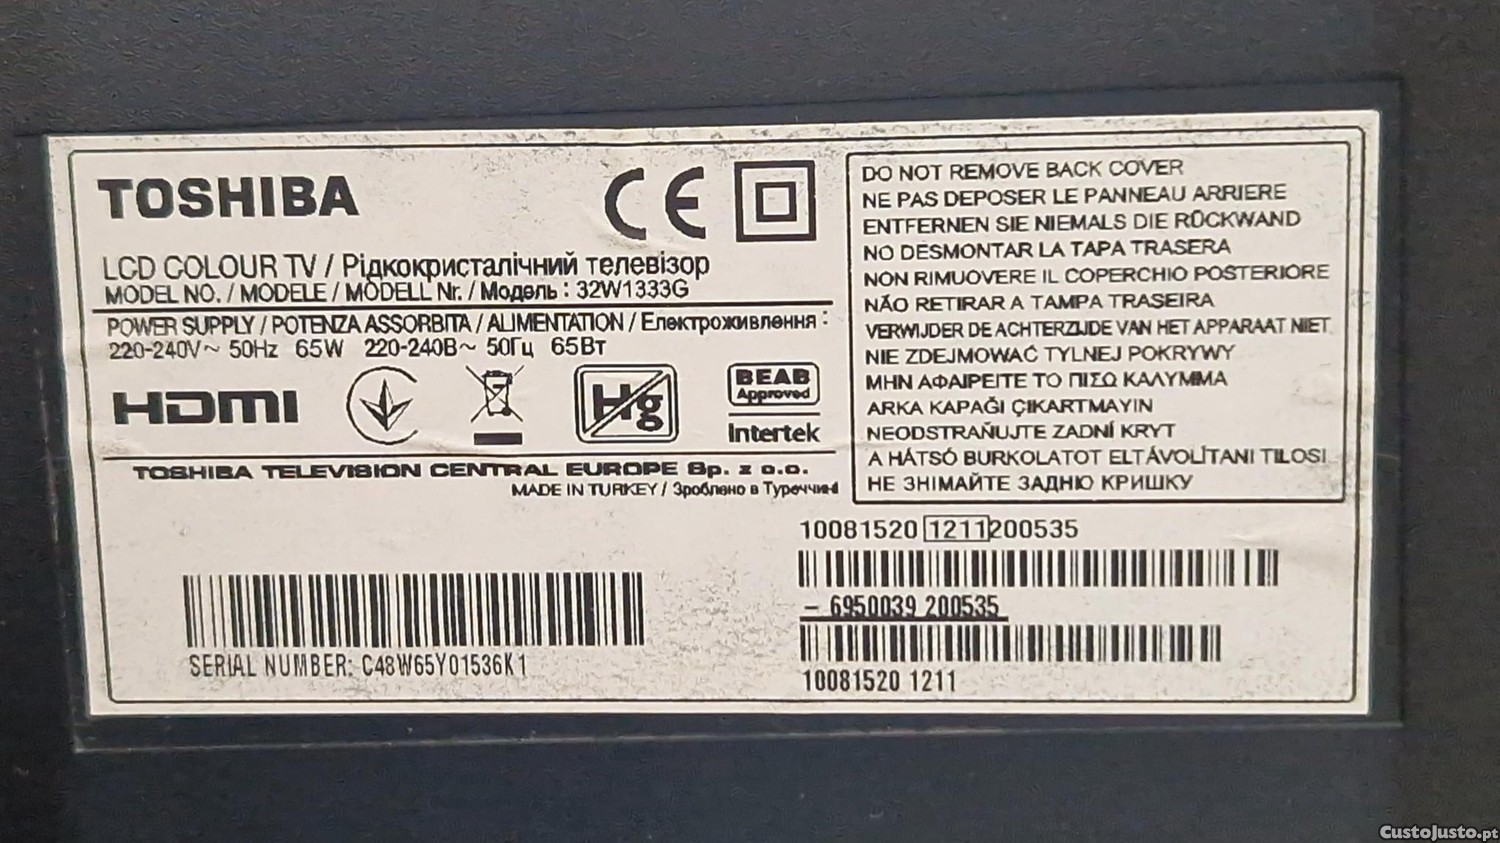 TOSHIBA
LCD COLOUR TV / Рідкокристалічний телевізор
MODEL NO. / MODELE / MODELL Nr. / Модель : 32W1333G
POWER SUPPLY / POTENZA ASSORBITA / ALIMENTATION / Електроживлення :
220-240V~ 50Hz 65W 220-240В~ 50Гц 65Вт
HDMI
Hg
BEAB
Approved
Intertek
TOSHIBA TELEVISION CENTRAL EUROPE Sp. z o.o.
MADE IN TURKEY / Зроблено в Туреччині
DO NOT REMOVE BACK COVER
NE PAS DEPOSER LE PANNEAU ARRIERE
ENTFERNEN SIE NIEMALS DIE RÜCKWAND
NO DESMONTAR LA TAPA TRASERA
NON RIMUOVERE IL COPERCHIO POSTERIORE
NÃO RETIRAR A TAMPA TRASEIRA
VERWIJDER DE ACHTERZIJDE VAN HET APPARAAT NIET
NIE ZDEJMOWAĆ TYLNEJ POKRYWY
ΜΗΝ ΑΦΑΙΡΕΙΤΕ ΤΟ ΠΙΣΩ ΚΑΛΥΜΜΑ
ARKA KAPAĞI ÇIKARTMAYIN
NEODSTRAŇUJTE ZADNÍ KRYT
A HÁTSÓ BURKOLATOT ELTÁVOLÍTANI TILOS!
НЕ ЗНІМАЙТЕ ЗАДНЮ КРИШКУ
10081520 1211 200535
- 6950039 200535
10081520 1211
SERIAL NUMBER: C48W65Y01536K1
CustoJusto.pt